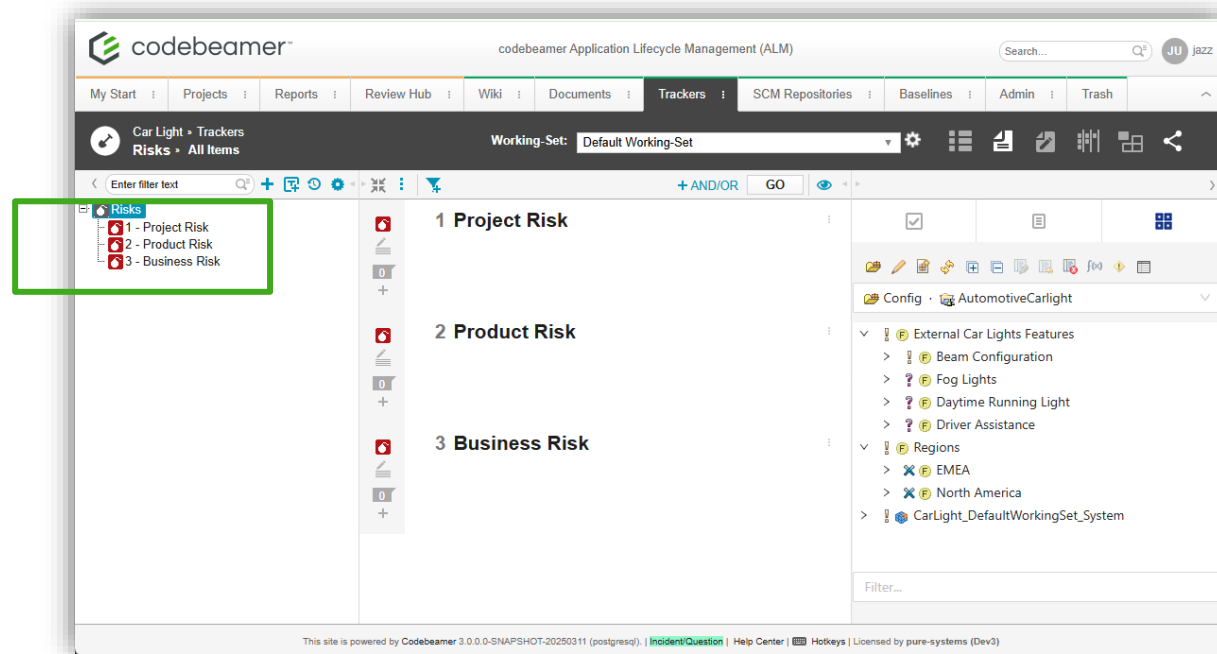 codebeamer
codebeamer Application Lifecycle Management (ALM)
Search...
JU jazz
My Start Projects Reports Review Hub Wiki Documents Trackers SCM Repositories Baselines Admin Trash
Car Light » Trackers
Risks » All Items
Working-Set: Default Working-Set
Enter filter text
+ AND/OR GO
Risks
1 - Project Risk
2 - Product Risk
3 - Business Risk
1 Project Risk
0
2 Product Risk
0
3 Business Risk
0
f(x)
Config · AutomotiveCarlight
! F External Car Lights Features
! F Beam Configuration
? F Fog Lights
? F Daytime Running Light
? F Driver Assistance
! F Regions
F EMEA
F North America
! CarLight_DefaultWorkingSet_System
Filter...
This site is powered by Codebeamer 3.0.0.0-SNAPSHOT-20250311 (postgresql). | Incident/Question | Help Center | Hotkeys | Licensed by pure-systems (Dev3)